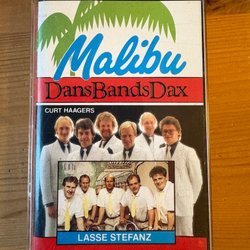 Malibu
DansBandsDax
CURT HAAGERS
LASSE STEFANZ